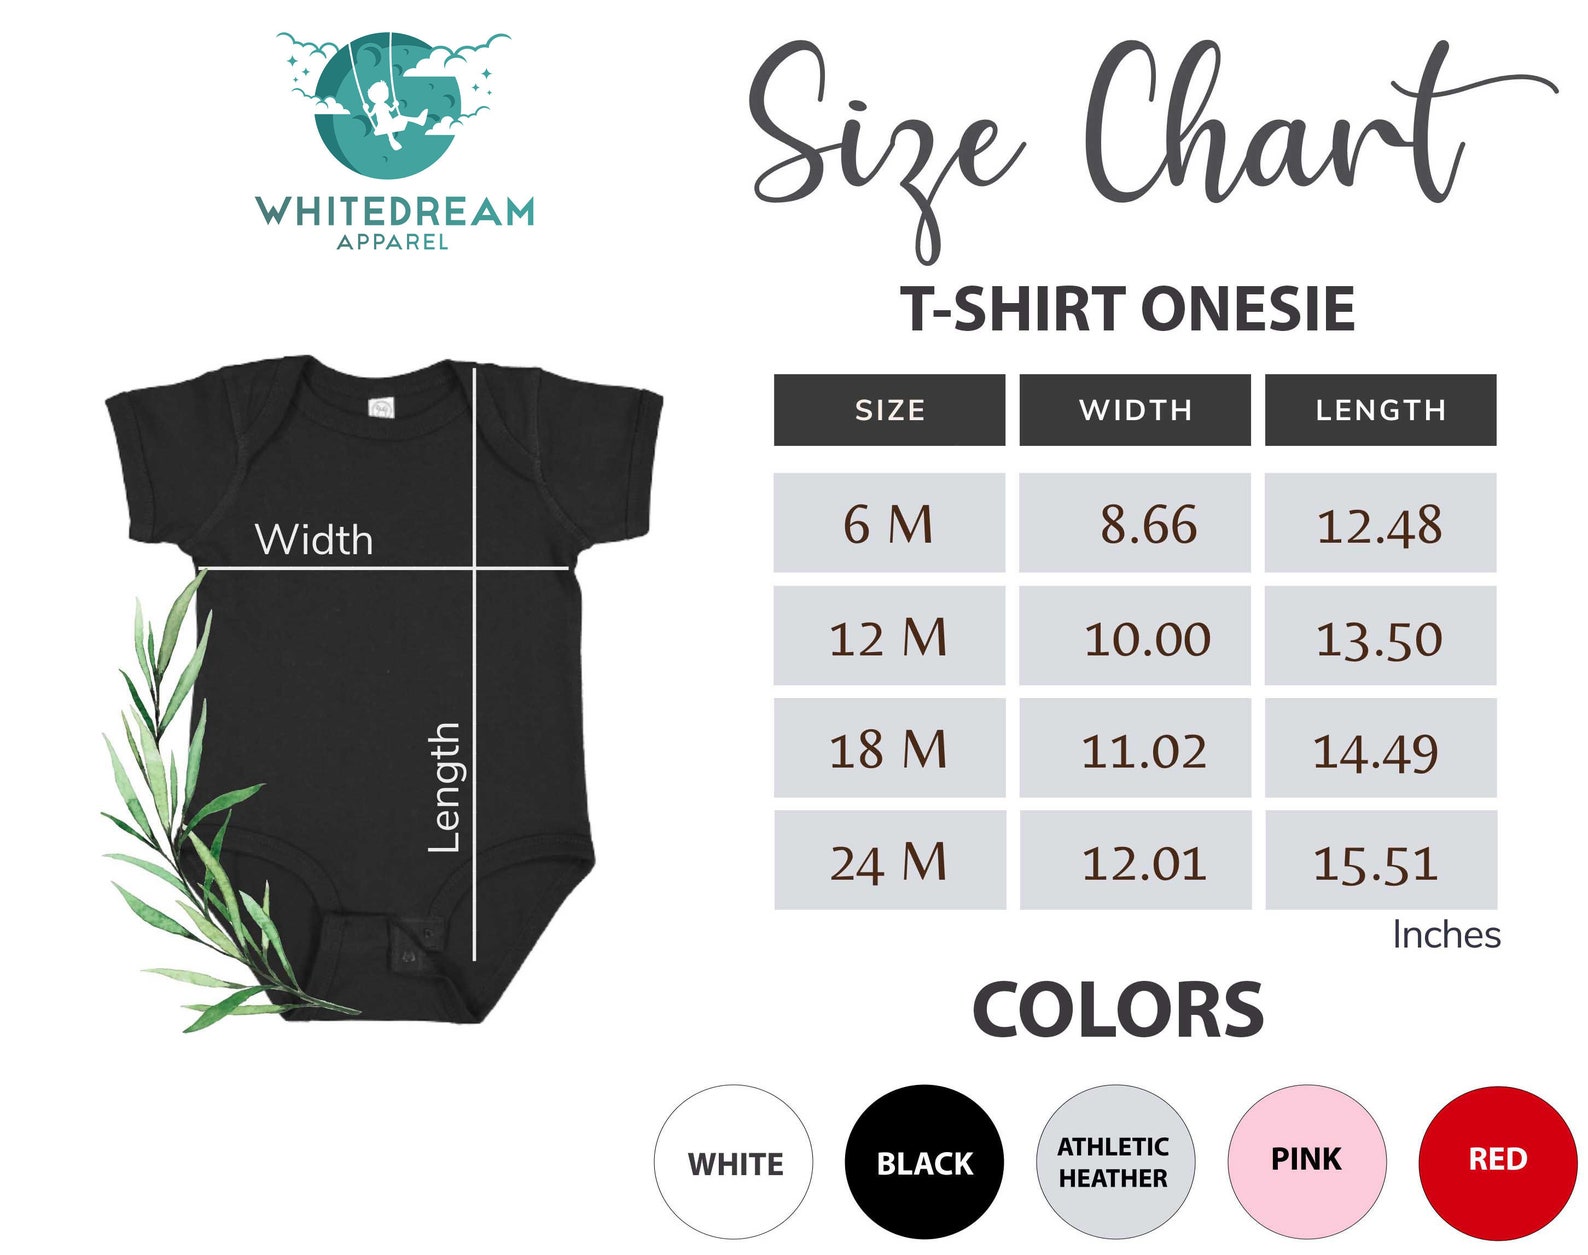 WHITEDREAM
APPAREL
Size Chart
T-SHIRT ONESIE
SIZE WIDTH LENGTH
6 M 8.66 12.48
12 M 10.00 13.50
18 M 11.02 14.49
24 M 12.01 15.51
Inches
Width
Length
COLORS
WHITE
BLACK
ATHLETIC
HEATHER
PINK
RED